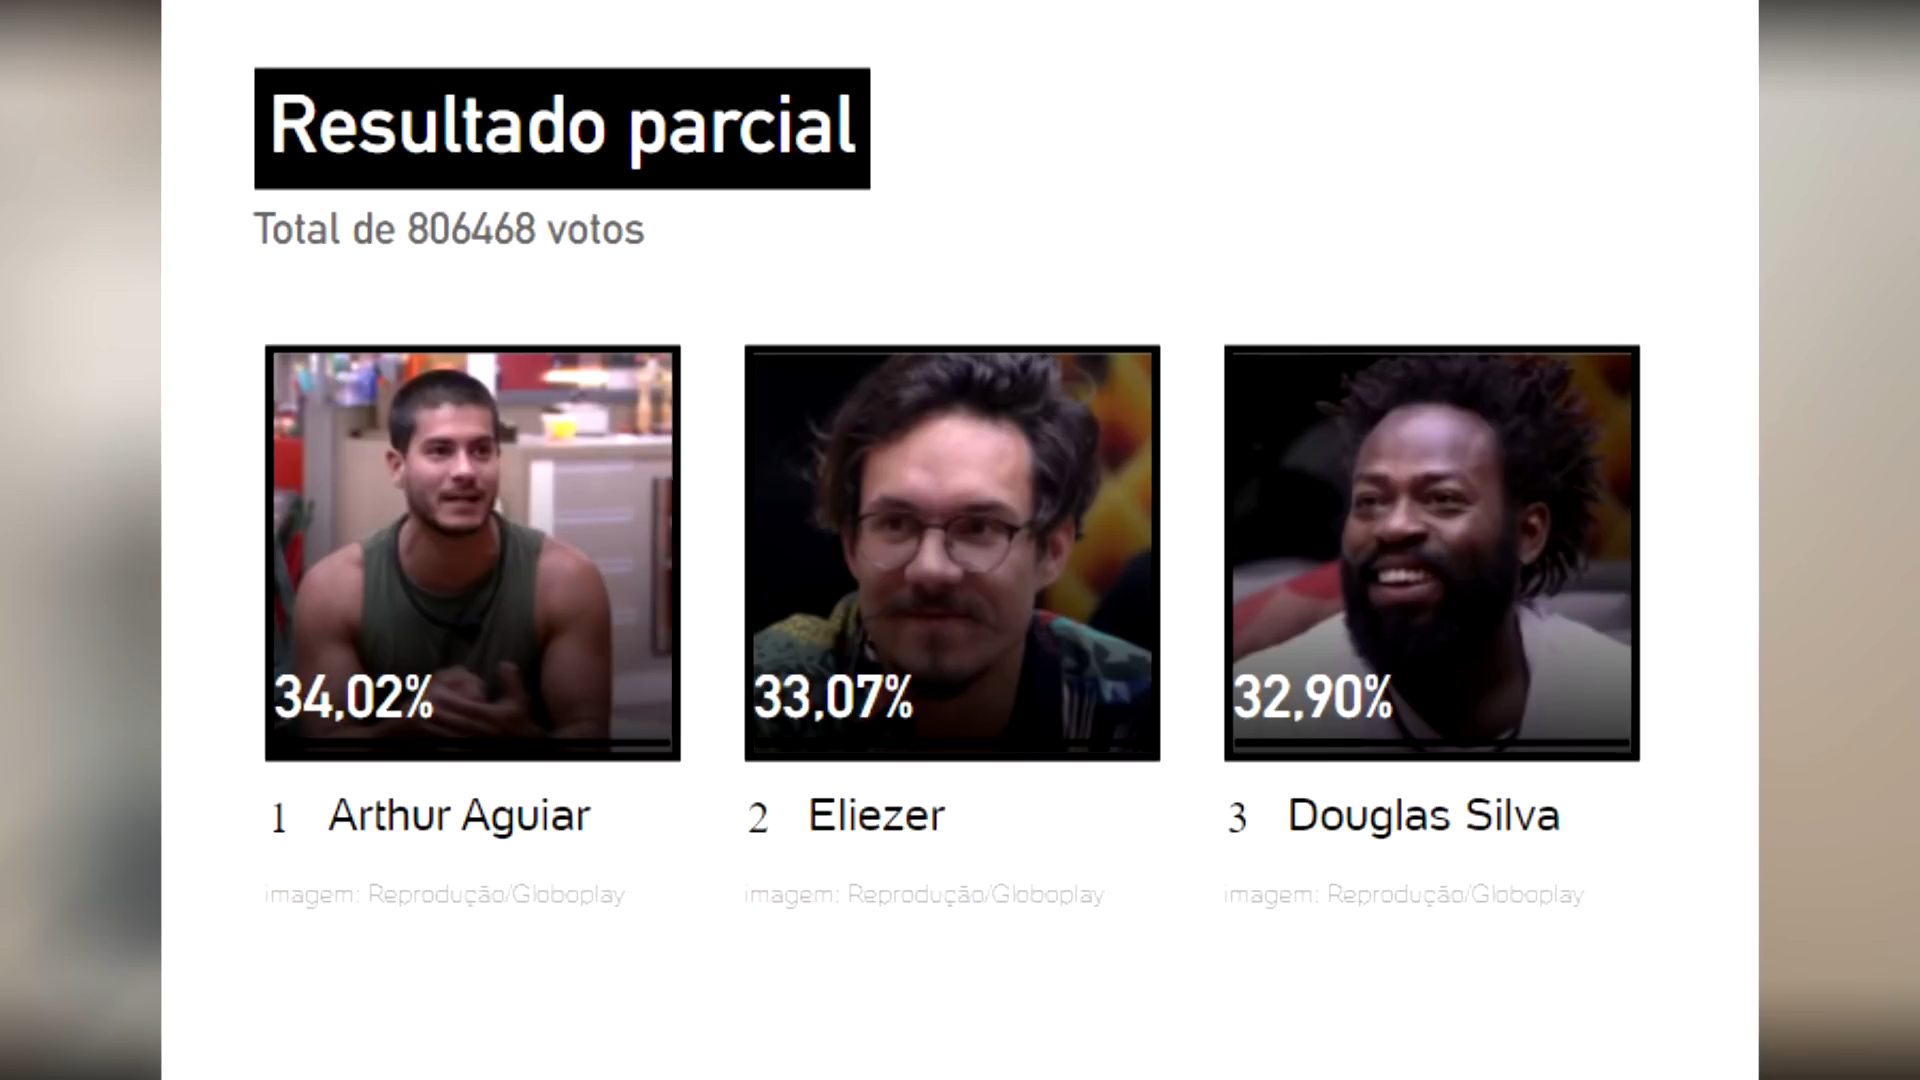 Resultado parcial
Total de 806468 votos
34,02%
33,07%
32,90%
1 Arthur Aguiar
2 Eliezer
3 Douglas Silva
imagem: Reprodução/Globoplay
imagem: Reprodução/Globoplay
imagem: Reprodução/Globoplay